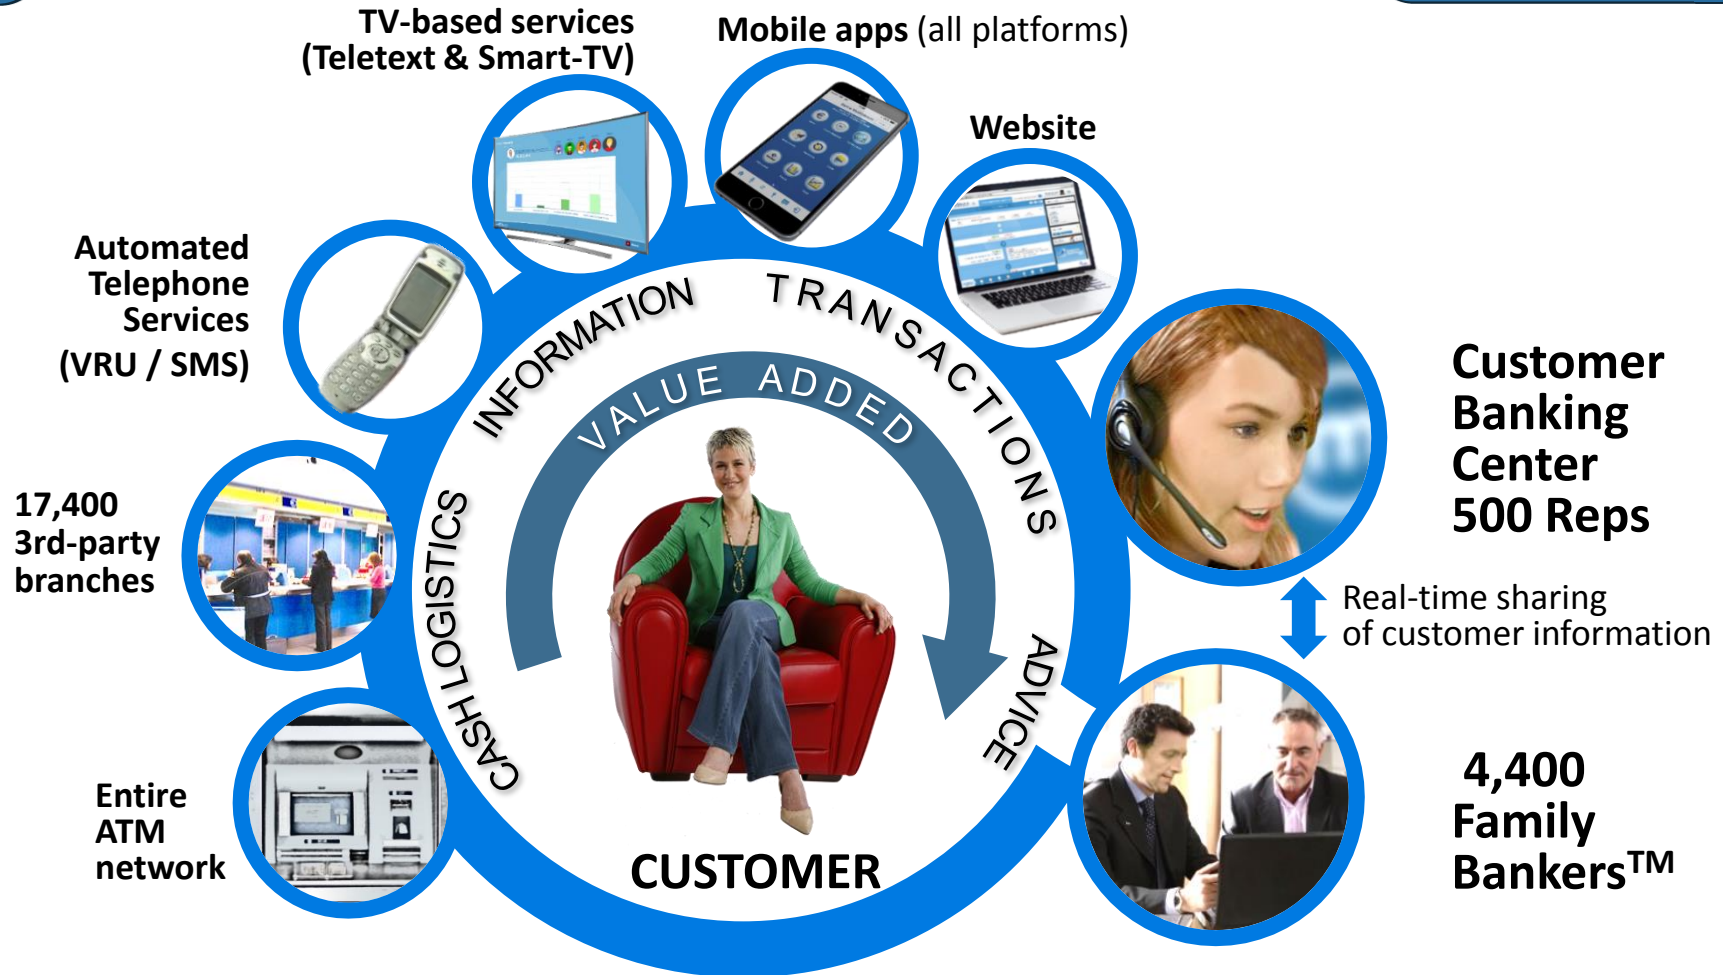 TV-based services
(Teletext & Smart-TV)
Mobile apps (all platforms)
Website
Automated
Telephone
Services
(VRU / SMS)
17,400
3rd-party
branches
Entire
ATM
network
CASH LOGISTICS
INFORMATION
TRANSACTIONS
ADVICE
VALUE ADDED
CUSTOMER
Customer
Banking
Center
500 Reps
Real-time sharing
of customer information
4,400
Family
Bankers™